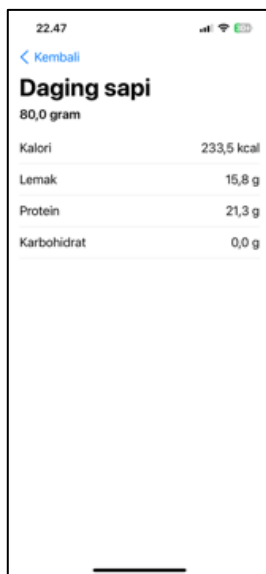 22.47
Kembali
Daging sapi
80,0 gram
Kalori 233,5 kcal
Lemak 15,8 g
Protein 21,3 g
Karbohidrat 0,0 g